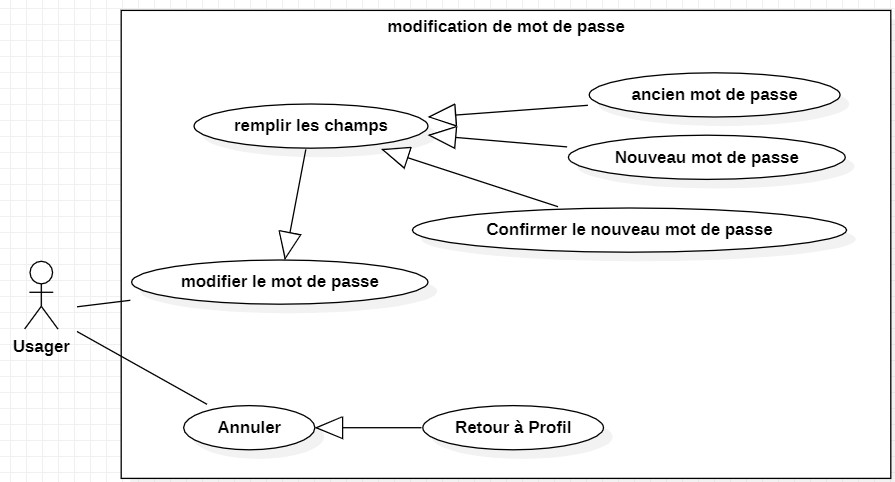 modification de mot de passe
ancien mot de passe
remplir les champs
Nouveau mot de passe
Confirmer le nouveau mot de passe
modifier le mot de passe
Usager
Annuler
Retour à Profil